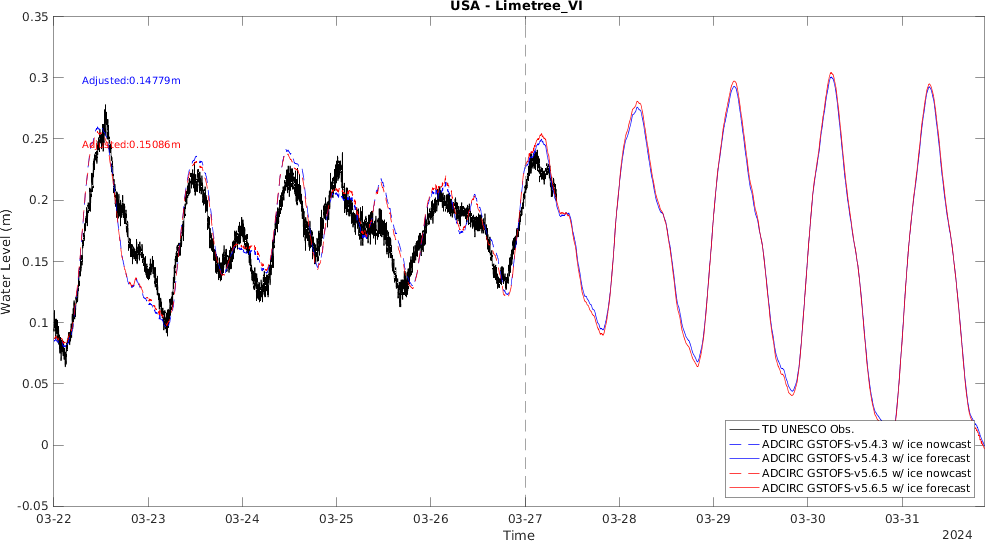 USA - Limetree_VI
0.35
0.3
0.25
0.2
0.15
0.1
0.05
0
-0.05
Water Level (m)
Adjusted:0.14779m
Adjusted:0.15086m
TD UNESCO Obs.
ADCIRC GSTOFS-v5.4.3 w/ ice nowcast
ADCIRC GSTOFS-v5.4.3 w/ ice forecast
ADCIRC GSTOFS-v5.6.5 w/ ice nowcast
ADCIRC GSTOFS-v5.6.5 w/ ice forecast
03-22 03-23 03-24 03-25 03-26 03-27 03-28 03-29 03-30 03-31
Time
2024